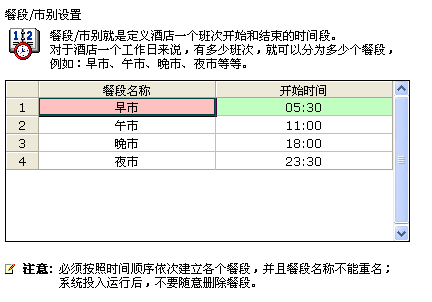 餐段/市别设置
餐段/市别就是定义酒店一个班次开始和结束的时间段。
对于酒店一个工作日来说，有多少班次，就可以分为多少个餐段，
例如：早市、午市、晚市、夜市等等。
餐段名称 开始时间
1 早市 05:30
2 午市 11:00
3 晚市 18:00
4 夜市 23:30
注意: 必须按照时间顺序依次建立各个餐段，并且餐段名称不能重名；
系统投入运行后，不要随意删除餐段。